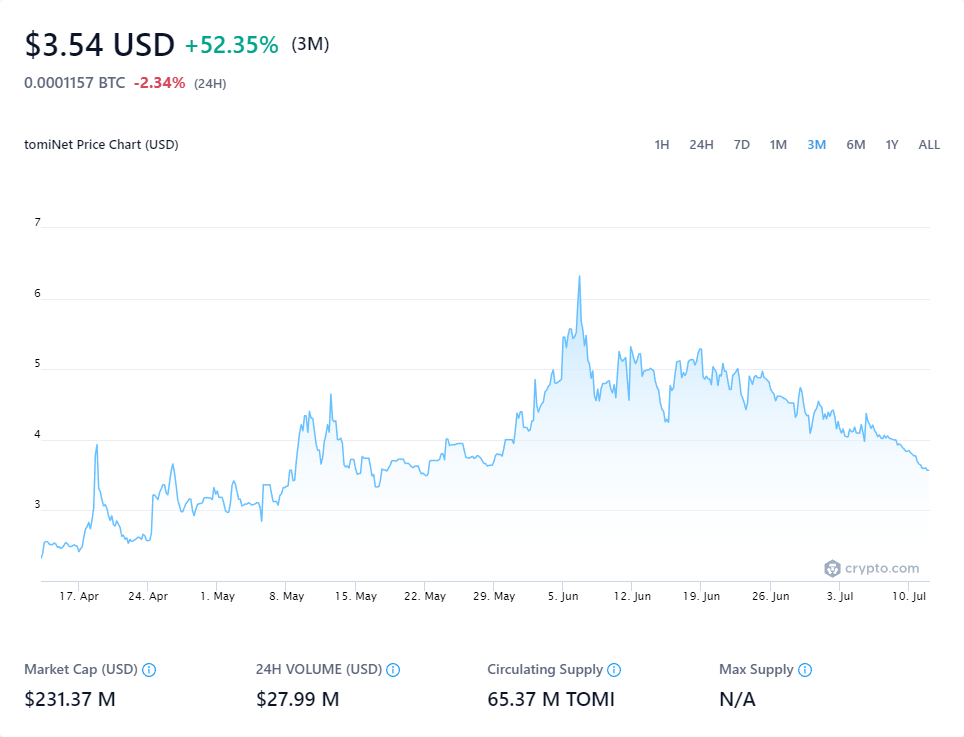 $3.54 USD +52.35% (3M)
0.0001157 BTC -2.34% (24H)
tomiNet Price Chart (USD) 1H 24H 7D 1M 3M 6M 1Y ALL
7
6
5
4
3
crypto.com
17. Apr 24. Apr 1. May 8. May 15. May 22. May 29. May 5. Jun 12. Jun 19. Jun 26. Jun 3. Jul 10. Jul
Market Cap (USD) 24H VOLUME (USD) Circulating Supply Max Supply
$231.37 M $27.99 M 65.37 M TOMI N/A